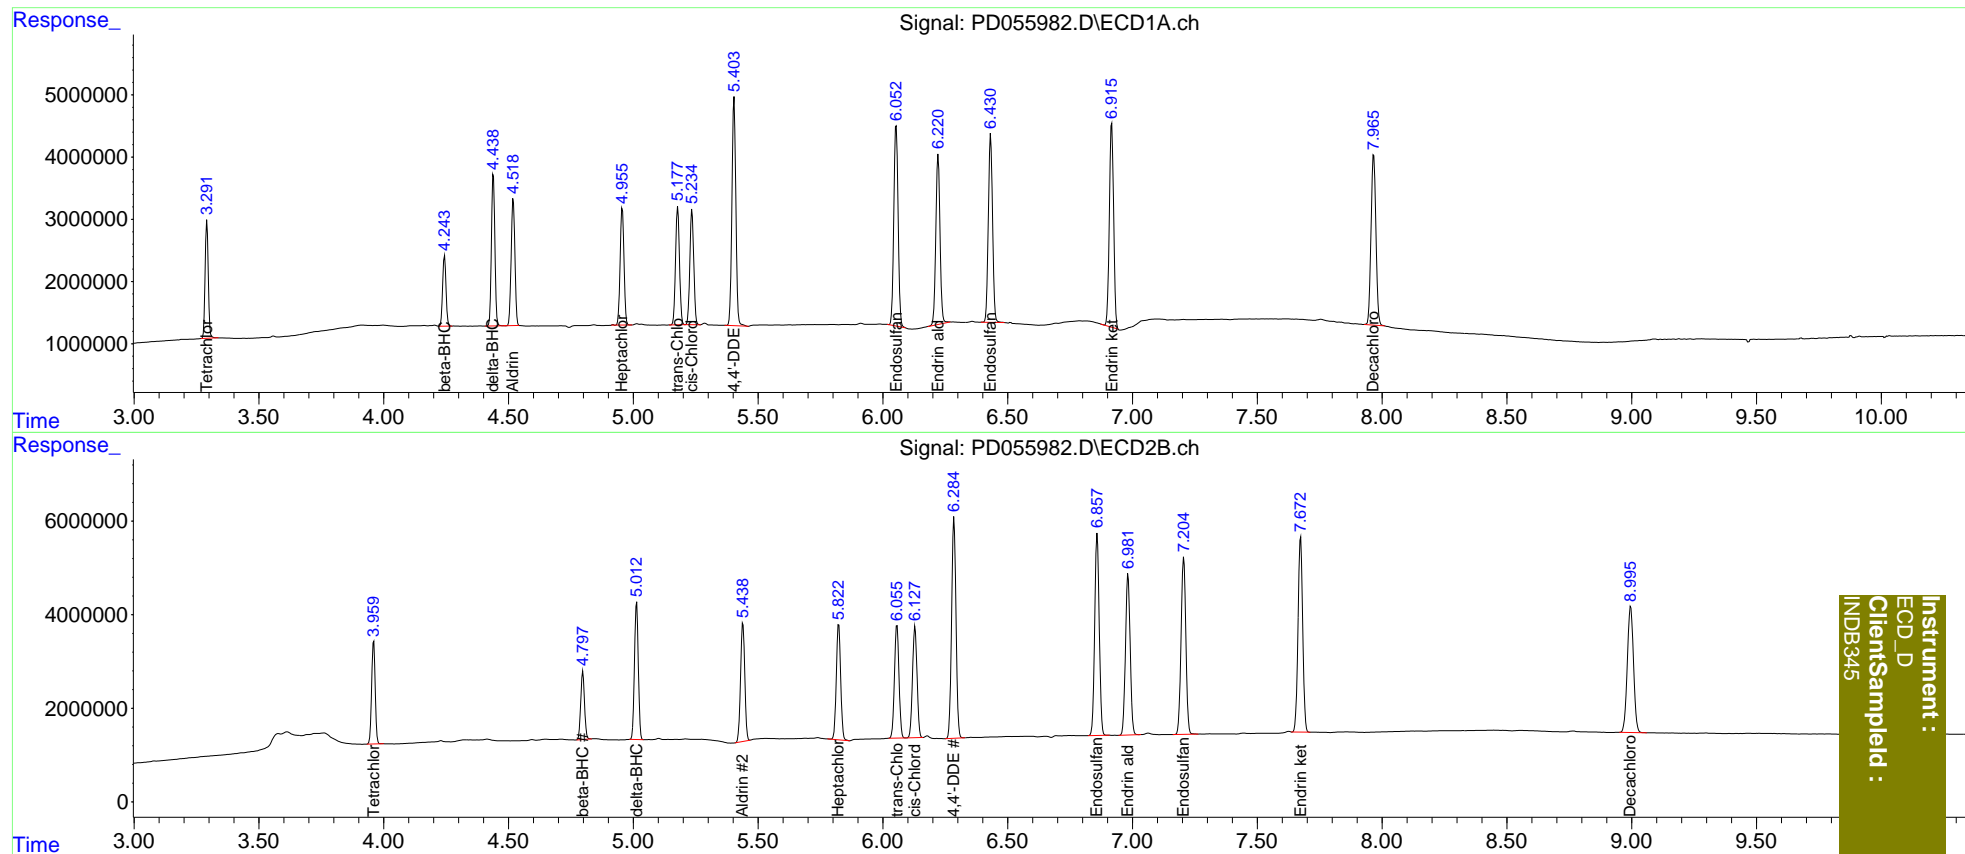 Response_
Signal: PD055982.D\ECD1A.ch
5000000
4000000
3000000
2000000
1000000
3.291
4.243
4.438
4.518
4.955
5.177
5.234
5.403
6.052
6.220
6.430
6.915
7.965
Tetrachlor
beta-BHC
delta-BHC
Aldrin
Heptachlor
trans-Chlo
cis-Chlord
4,4'-DDE
Endosulfan
Endrin ald
Endosulfan
Endrin ket
Decachloro
3.00 3.50 4.00 4.50 5.00 5.50 6.00 6.50 7.00 7.50 8.00 8.50 9.00 9.50 10.00
Time
Response_
Signal: PD055982.D\ECD2B.ch
6000000
4000000
2000000
0
3.959
4.797
5.012
5.438
5.822
6.055
6.127
6.284
6.857
6.981
7.204
7.672
8.995
Tetrachlor
beta-BHC #
delta-BHC
Aldrin #2
Heptachlor
trans-Chlo
cis-Chlord
4,4'-DDE #
Endosulfan
Endrin ald
Endosulfan
Endrin ket
Decachloro
3.00 3.50 4.00 4.50 5.00 5.50 6.00 6.50 7.00 7.50 8.00 8.50 9.00 9.50
Time
Instrument :
ECD_D
ClientSampleId :
INDB345